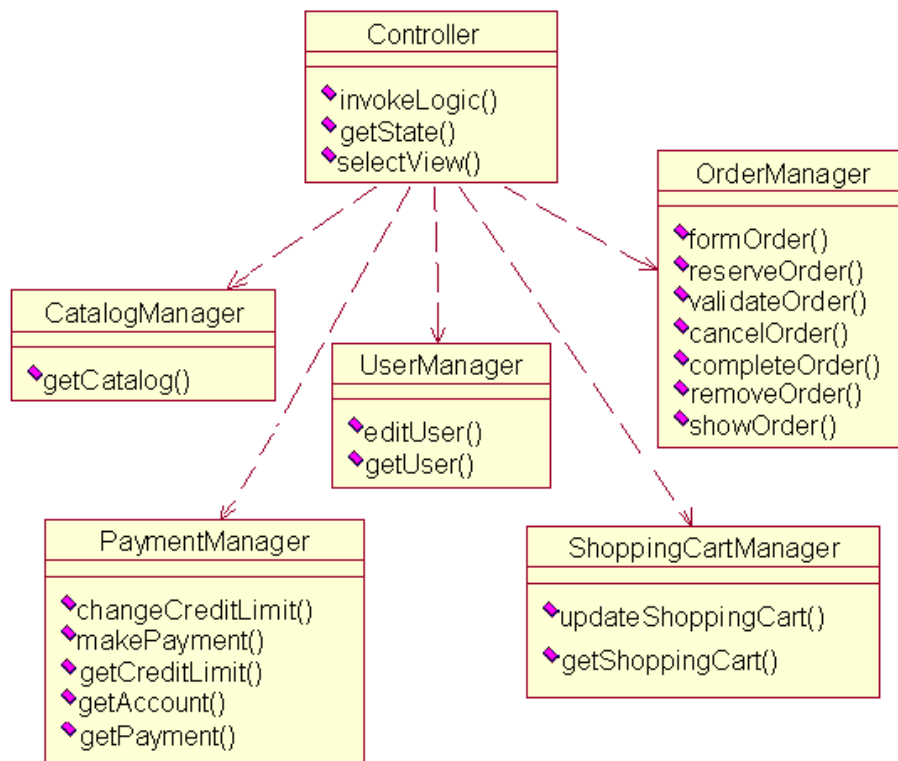 Controller
invokeLogic()
getState()
selectView()
OrderManager
formOrder()
reserveOrder()
validateOrder()
cancelOrder()
completeOrder()
removeOrder()
showOrder()
CatalogManager
getCatalog()
UserManager
editUser()
getUser()
PaymentManager
changeCreditLimit()
makePayment()
getCreditLimit()
getAccount()
getPayment()
ShoppingCartManager
updateShoppingCart()
getShoppingCart()